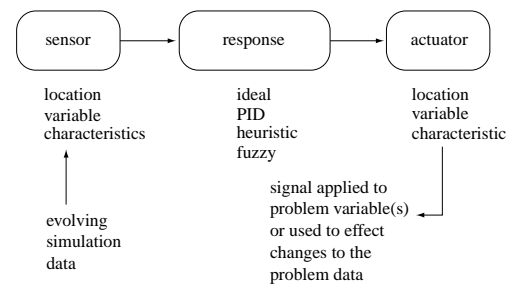 sensor
response
actuator
location
variable
characteristics
ideal
PID
heuristic
fuzzy
location
variable
characteristic
evolving
simulation
data
signal applied to
problem variable(s)
or used to effect
changes to the
problem data